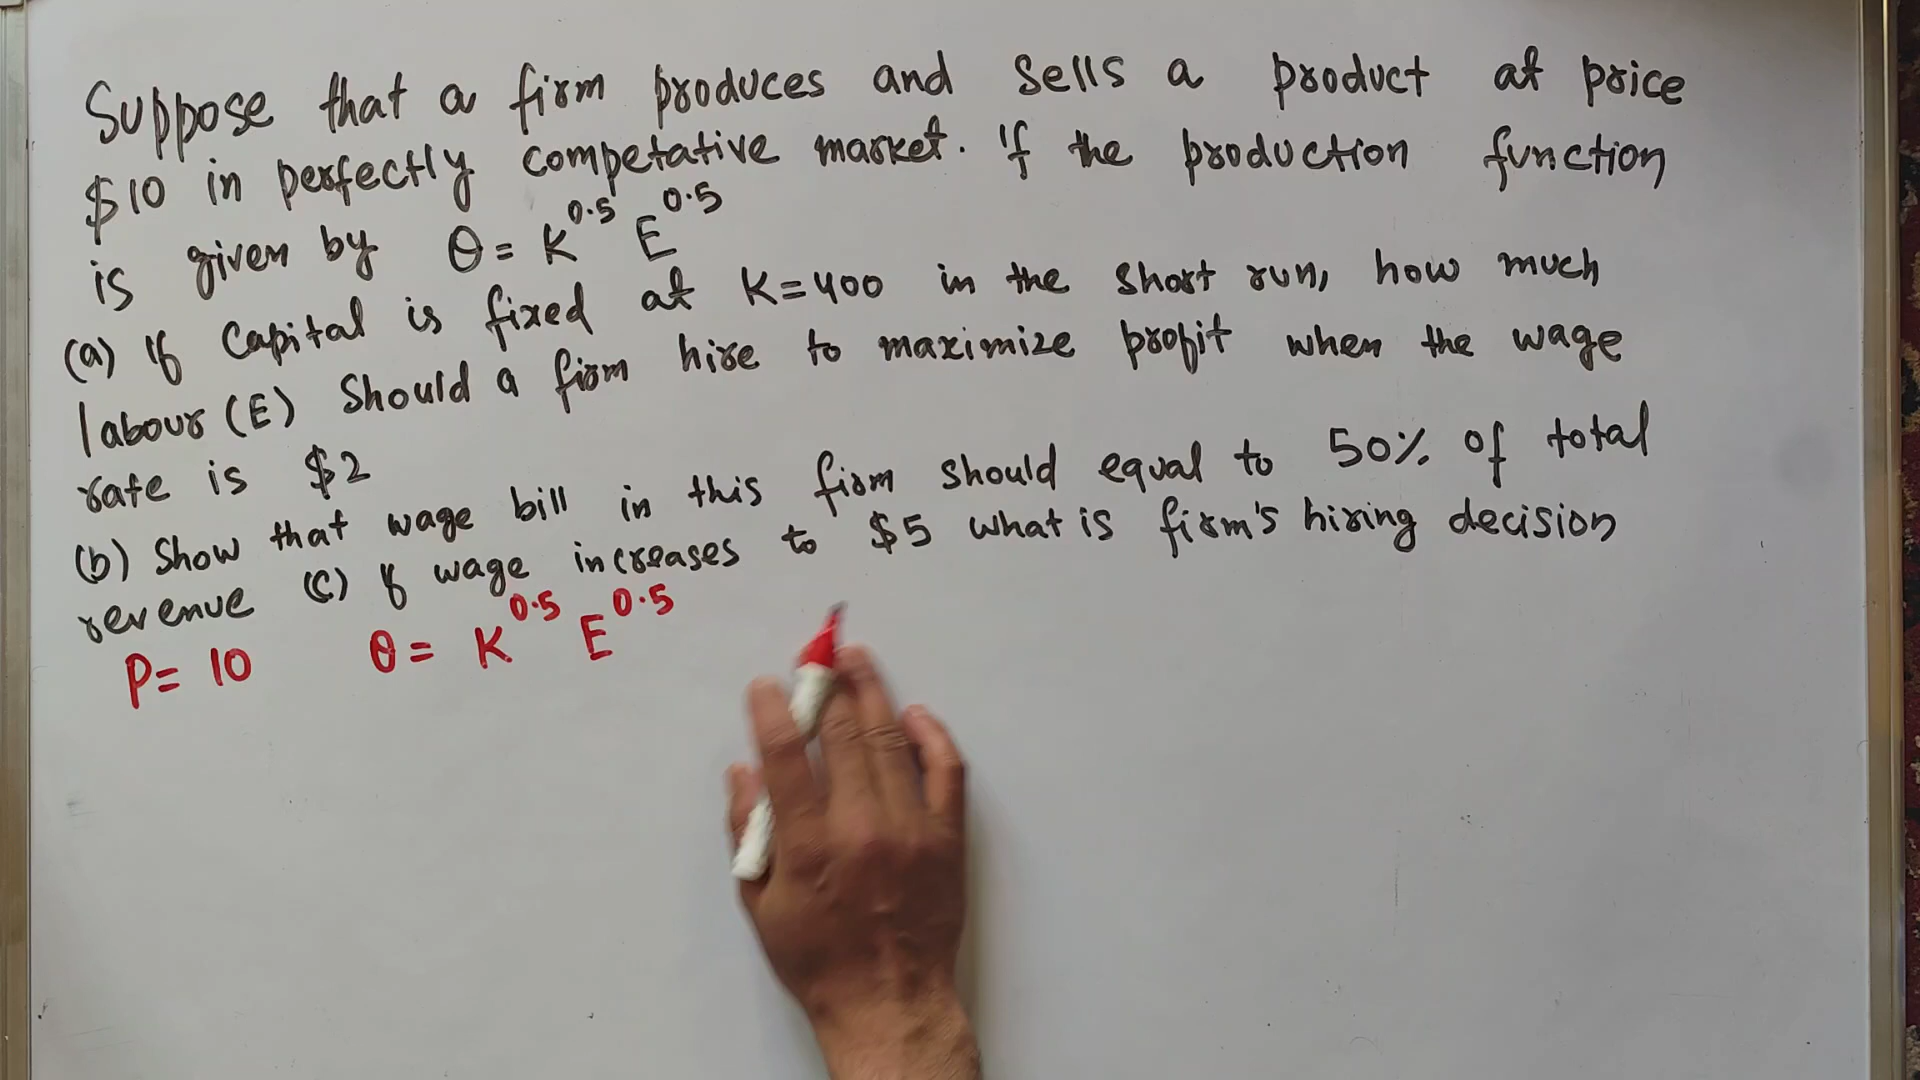 Suppose that a firm produces and sells a product at price
$10 in perfectly competative market. If the production function
is given by θ = K^0.5 E^0.5
(a) If Capital is fixed at K=400 in the short run, how much
labour (E) Should a firm hire to maximize profit when the wage
rate is $2
(b) Show that wage bill in this firm should equal to 50% of total
revenue (C) If wage increases to $5 what is firm's hiring decision
P= 10 θ= K^0.5 E^0.5